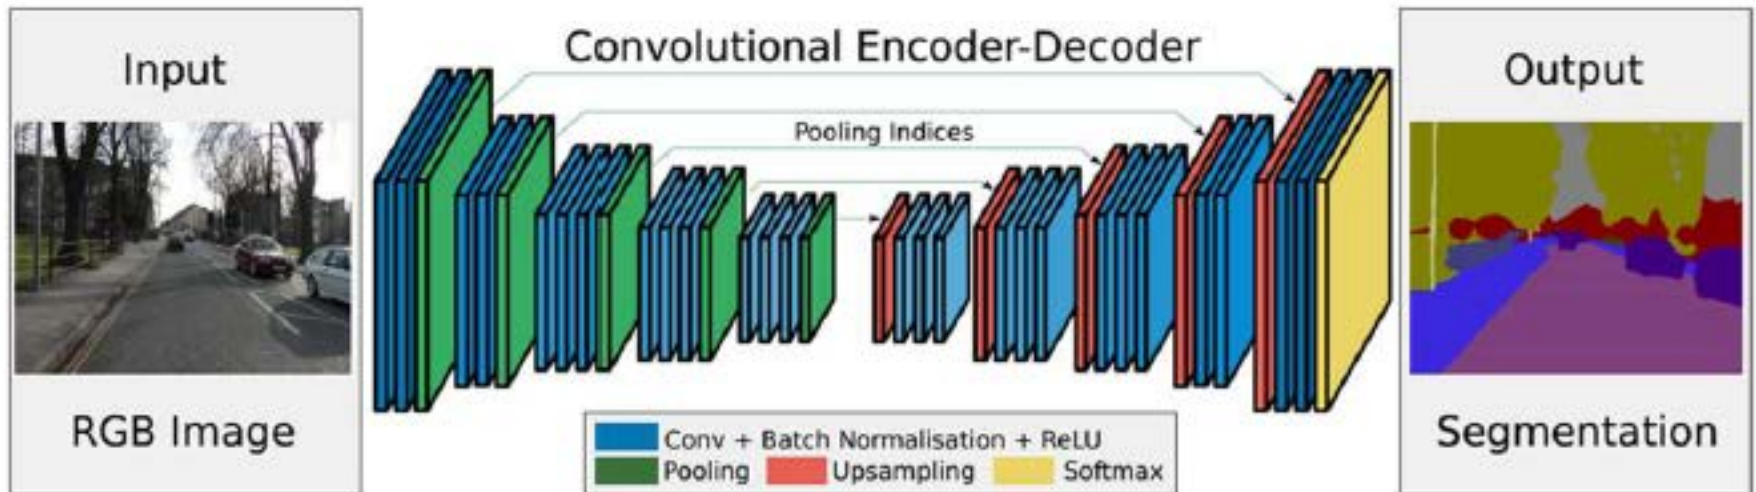 Input
RGB Image
Convolutional Encoder-Decoder
Pooling Indices
Conv + Batch Normalisation + ReLU
Pooling Upsampling Softmax
Output
Segmentation